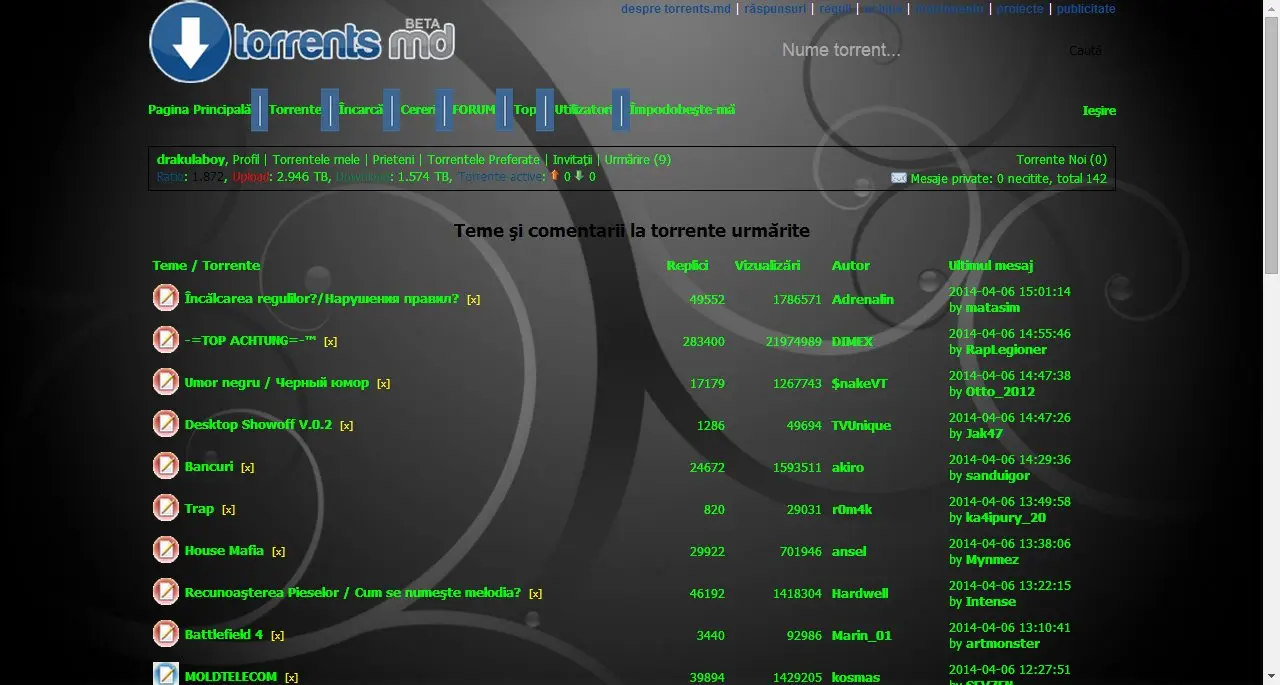 BETA
torrents md
despre torrents.md | răspunsuri | reguli | | | proiecte | publicitate
Nume torrent... Caută
Pagina Principală Torrente Încarcă Cereri FORUM Top Utilizatori Împodobește-mă Ieșire
drakulaboy, Profil | Torrentele mele | Prieteni | Torrentele Preferate | Invitații | Urmărire (9) Torrente Noi (0)
Ratio: 1.872, Upload: 2.946 TB, Download: 1.574 TB, Torrente active: 0 0 Mesaje private: 0 necitite, total 142
Teme şi comentarii la torrente urmărite
Teme / Torrente Replici Vizualizări Autor Ultimul mesaj
Încălcarea regulilor?/Нарушения правил? [x] 49552 1786571 Adrenalin 2014-04-06 15:01:14
by matasim
-=TOP ACHTUNG=-™ [x] 283400 21974989 DIMEX 2014-04-06 14:55:46
by RapLegioner
Umor negru / Черный юмор [x] 17179 1267743 $nakeVT 2014-04-06 14:47:38
by Otto_2012
Desktop Showoff V.0.2 [x] 1286 49694 TVUnique 2014-04-06 14:47:26
by Jak47
Bancuri [x] 24672 1593511 akiro 2014-04-06 14:29:36
by sanduigor
Trap [x] 820 29031 r0m4k 2014-04-06 13:49:58
by ka4ipury_20
House Mafia [x] 29922 701946 ansel 2014-04-06 13:38:06
by Mynmez
Recunoaşterea Pieselor / Cum se numeşte melodia? [x] 46192 1418304 Hardwell 2014-04-06 13:22:15
by Intense
Battlefield 4 [x] 3440 92986 Marin_01 2014-04-06 13:10:41
by artmonster
MOLDTELECOM [x] 39894 1429205 kosmas 2014-04-06 12:27:51
by